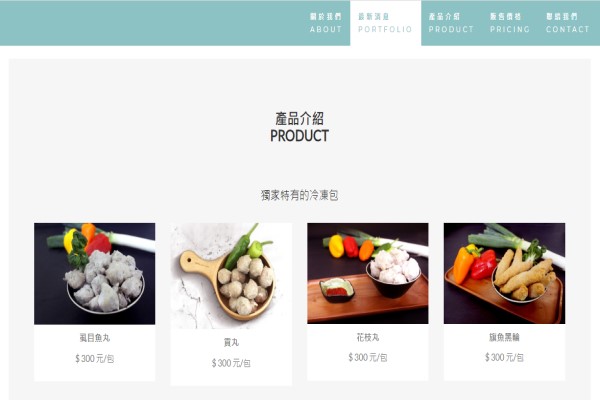 關於我們
ABOUT
最新消息
PORTFOLIO
產品介紹
PRODUCT
販售價格
PRICING
聯絡我們
CONTACT
產品介紹
PRODUCT
獨家特有的冷凍包
虱目魚丸
$ 300 元/包
貢丸
$ 300 元/包
花枝丸
$ 300 元/包
旗魚黑輪
$ 300 元/包